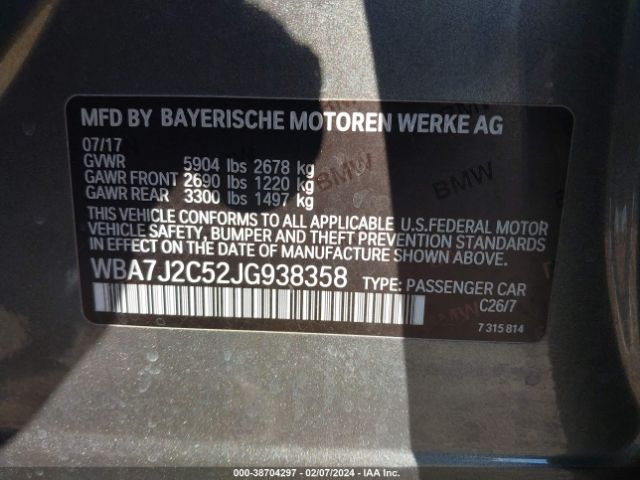 MFD BY BAYERISCHE MOTOREN WERKE AG
07/17
GVWR 5904 lbs 2678 kg
GAWR FRONT 2690 lbs 1220 kg
GAWR REAR 3300 lbs 1497 kg
THIS VEHICLE CONFORMS TO ALL APPLICABLE U.S.FEDERAL MOTOR
VEHICLE SAFETY, BUMPER AND THEFT PREVENTION STANDARDS
IN EFFECT ON THE DATE OF MANUFACTURE SHOWN ABOVE.
WBA7J2C52JG938358 TYPE: PASSENGER CAR
C26/7
G 7 315 814
BMW
BMW
BMW
000-38704297 - 02/07/2024 - IAA Inc.